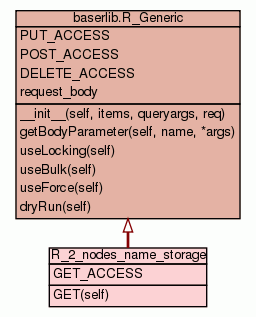 baserlib.R_Generic
PUT_ACCESS
POST_ACCESS
DELETE_ACCESS
request_body
__init__(self, items, queryargs, req)
getBodyParameter(self, name, *args)
useLocking(self)
useBulk(self)
useForce(self)
dryRun(self)
R_2_nodes_name_storage
GET_ACCESS
GET(self)